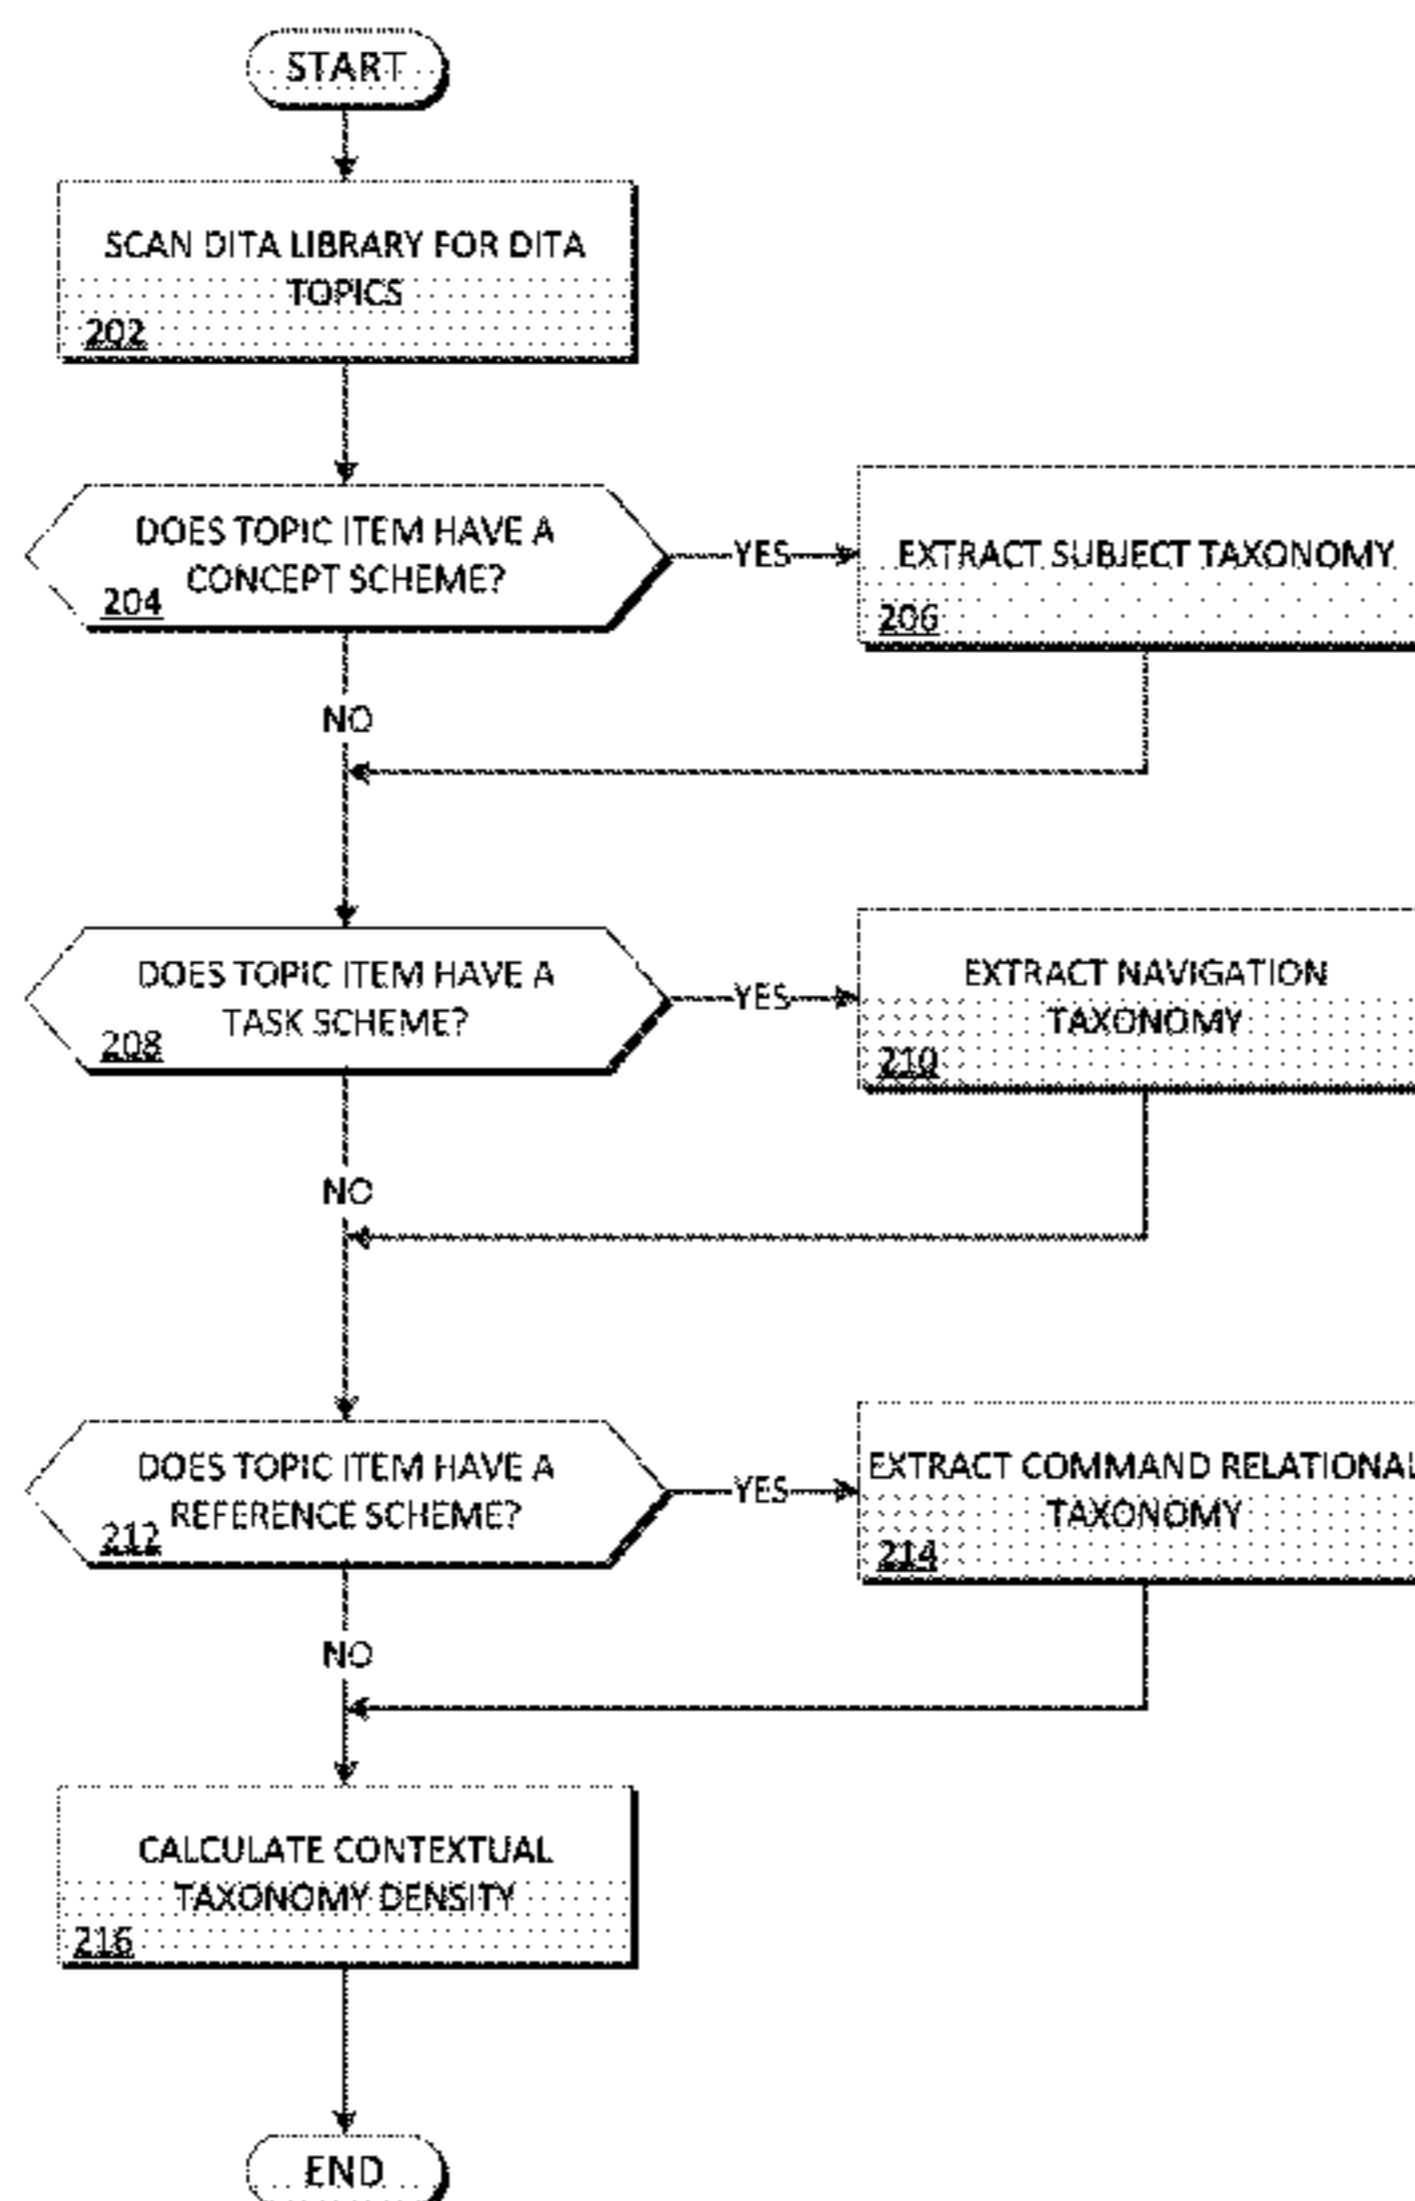 START
SCAN DITA LIBRARY FOR DITA
TOPICS
202
DOES TOPIC ITEM HAVE A
CONCEPT SCHEME?
204
YES
EXTRACT SUBJECT TAXONOMY
206
NO
DOES TOPIC ITEM HAVE A
TASK SCHEME?
208
YES
EXTRACT NAVIGATION
TAXONOMY
210
NO
DOES TOPIC ITEM HAVE A
REFERENCE SCHEME?
212
YES
EXTRACT COMMAND RELATIONAL
TAXONOMY
214
NO
CALCULATE CONTEXTUAL
TAXONOMY DENSITY
216
END